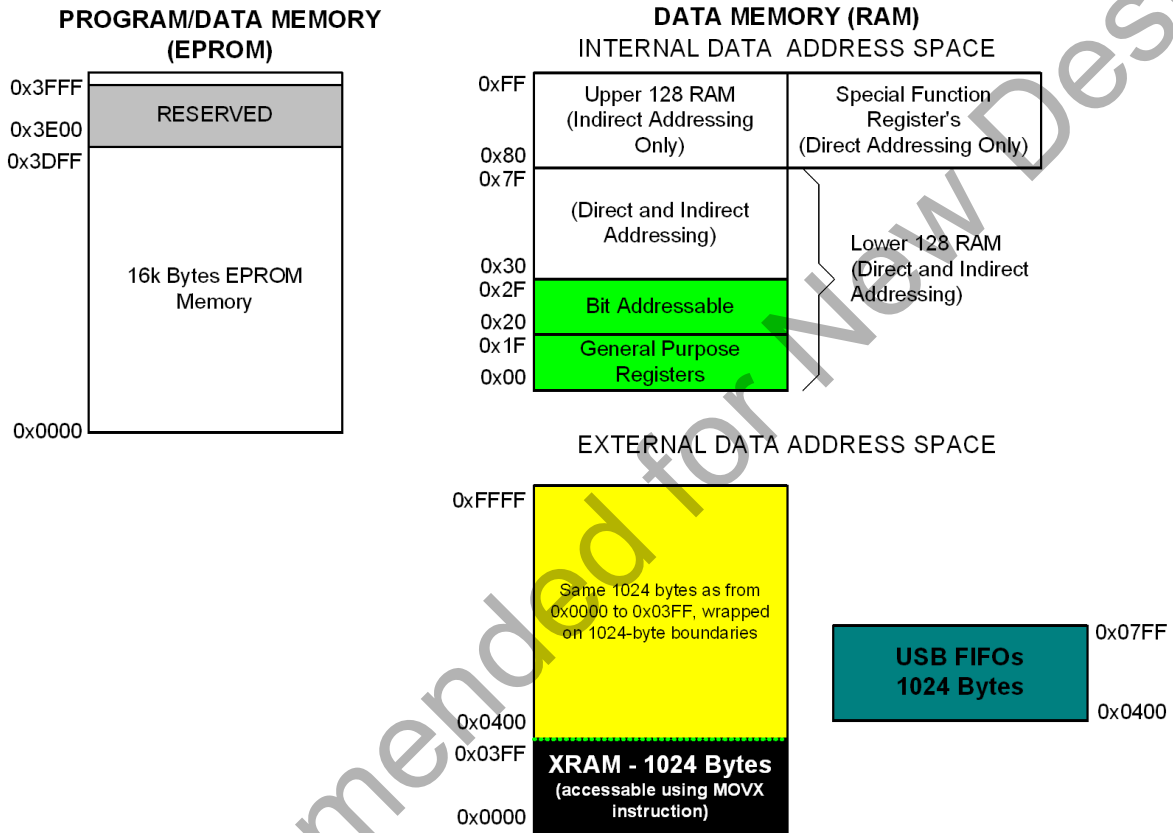 PROGRAM/DATA MEMORY
(EPROM)
0x3FFF
RESERVED
0x3E00
0x3DFF
16k Bytes EPROM
Memory
0x0000
DATA MEMORY (RAM)
INTERNAL DATA ADDRESS SPACE
0xFF
Upper 128 RAM
(Indirect Addressing
Only)
0x80
Special Function
Register's
(Direct Addressing Only)
0x7F
(Direct and Indirect
Addressing)
0x30
Lower 128 RAM
(Direct and Indirect
Addressing)
0x2F
Bit Addressable
0x20
0x1F
General Purpose
Registers
0x00
EXTERNAL DATA ADDRESS SPACE
0xFFFF
Same 1024 bytes as from
0x0000 to 0x03FF, wrapped
on 1024-byte boundaries
0x0400
0x03FF
XRAM - 1024 Bytes
(accessable using MOVX
instruction)
0x0000
USB FIFOs
1024 Bytes
0x07FF
0x0400
mended for New Des